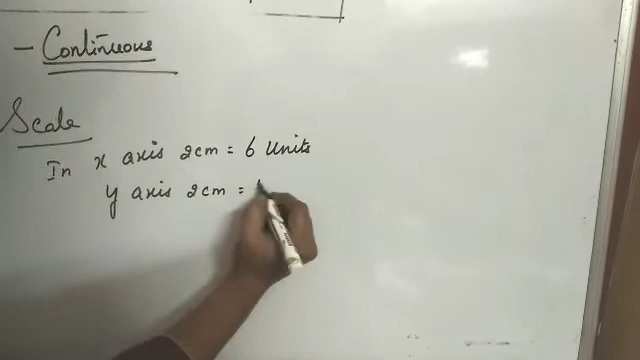 - Continuous
Scale
In x axis 2cm = 6 Units
y axis 2cm =